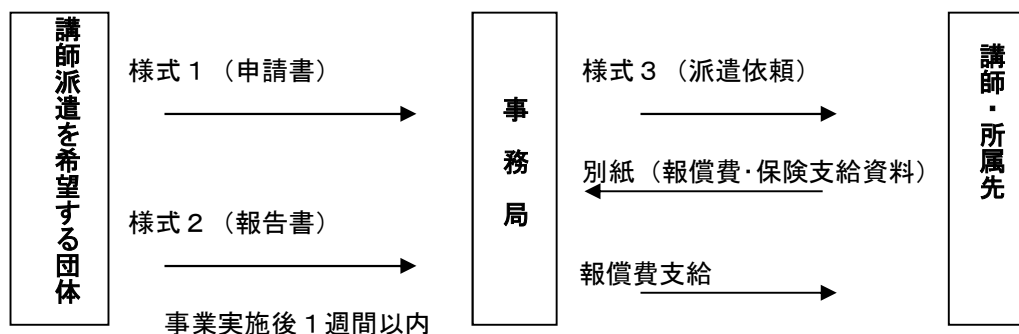 講師派遣を希望する団体
様式１（申請書）
様式２（報告書）
事業実施後１週間以内
事務局
様式３（派遣依頼）
別紙（報償費・保険支給資料）
報償費支給
講師・所属先